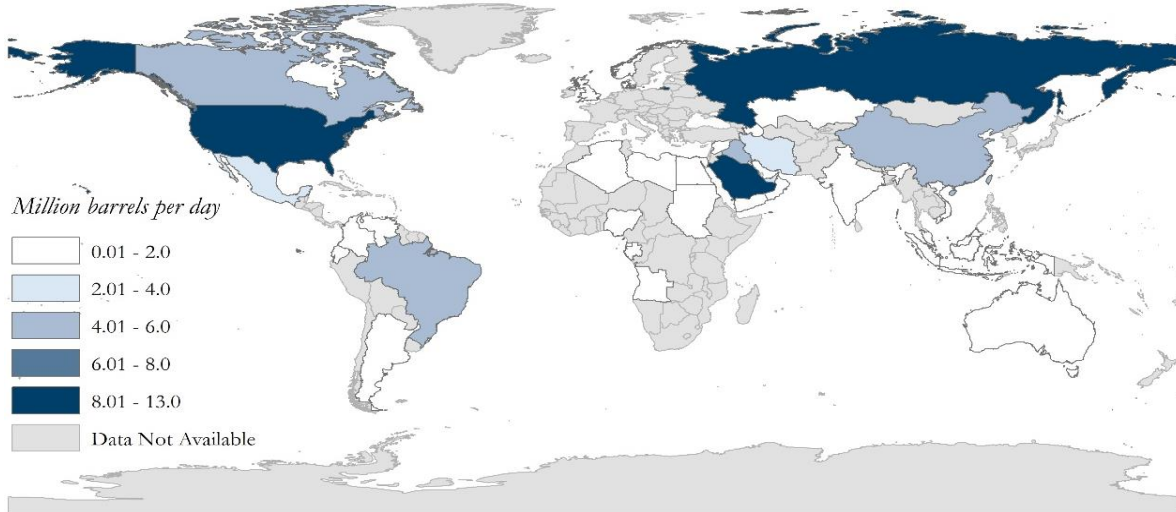 Million barrels per day
0.01 - 2.0
2.01 - 4.0
4.01 - 6.0
6.01 - 8.0
8.01 - 13.0
Data Not Available